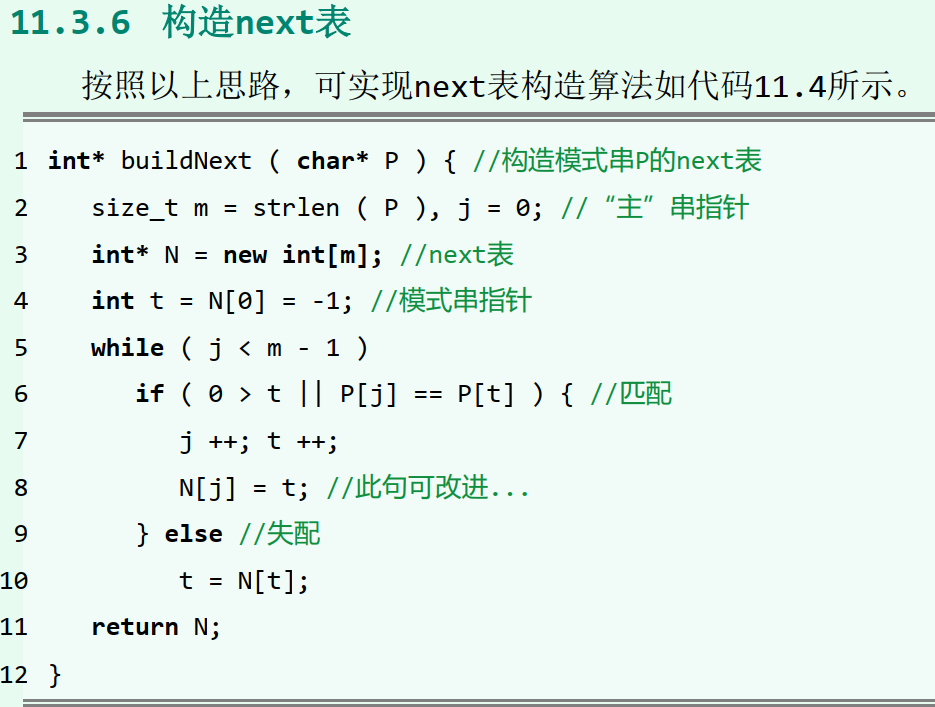 11.3.6 构造next表
按照以上思路，可实现next表构造算法如代码11.4所示。
1 int* buildNext ( char* P ) { //构造模式串P的next表
2 size_t m = strlen ( P ), j = 0; //“主”串指针
3 int* N = new int[m]; //next表
4 int t = N[0] = -1; //模式串指针
5 while ( j < m - 1 )
6 if ( 0 > t || P[j] == P[t] ) { //匹配
7 j ++; t ++;
8 N[j] = t; //此句可改进...
9 } else //失配
10 t = N[t];
11 return N;
12 }